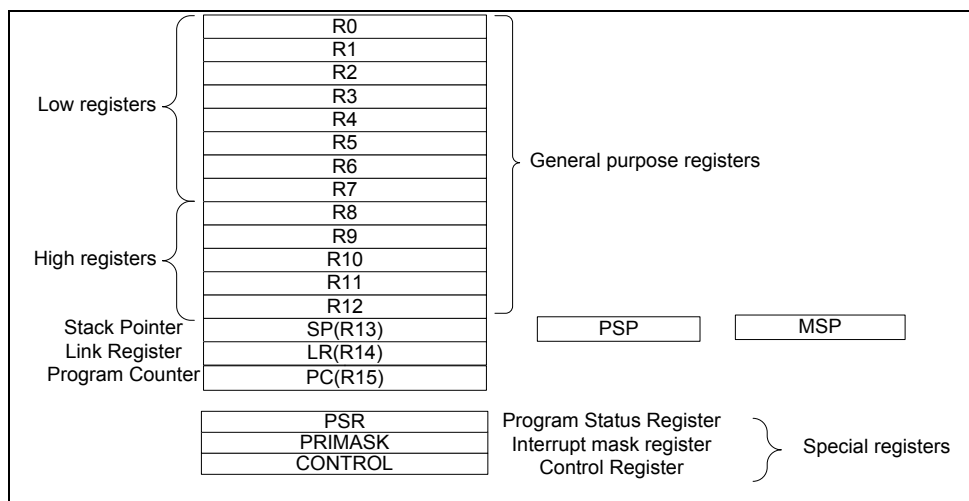 R0
R1
R2
R3
Low registers
R4
R5
General purpose registers
R6
R7
R8
R9
High registers
R10
R11
R12
Stack Pointer SP(R13) PSP MSP
Link Register LR(R14)
Program Counter PC(R15)
PSR Program Status Register
PRIMASK Interrupt mask register Special registers
CONTROL Control Register